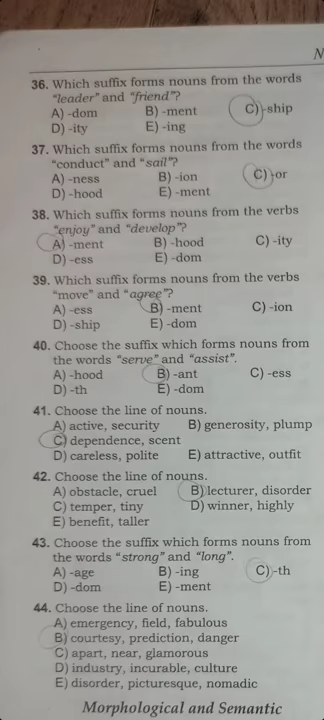 N
36. Which suffix forms nouns from the words
"leader" and "friend"?
A) -dom B) -ment C) -ship
D) -ity E) -ing
37. Which suffix forms nouns from the words
"conduct" and "sail"?
A) -ness B) -ion C) -or
D) -hood E) -ment
38. Which suffix forms nouns from the verbs
"enjoy" and "develop"?
A) -ment B) -hood C) -ity
D) -ess E) -dom
39. Which suffix forms nouns from the verbs
"move" and "agree"?
A) -ess B) -ment C) -ion
D) -ship E) -dom
40. Choose the suffix which forms nouns from
the words "serve" and "assist".
A) -hood B) -ant C) -ess
D) -th E) -dom
41. Choose the line of nouns.
A) active, security B) generosity, plump
C) dependence, scent
D) careless, polite E) attractive, outfit
42. Choose the line of nouns.
A) obstacle, cruel B) lecturer, disorder
C) temper, tiny D) winner, highly
E) benefit, taller
43. Choose the suffix which forms nouns from
the words "strong" and "long".
A) -age B) -ing C) -th
D) -dom E) -ment
44. Choose the line of nouns.
A) emergency, field, fabulous
B) courtesy, prediction, danger
C) apart, near, glamorous
D) industry, incurable, culture
E) disorder, picturesque, nomadic
Morphological and Semantic